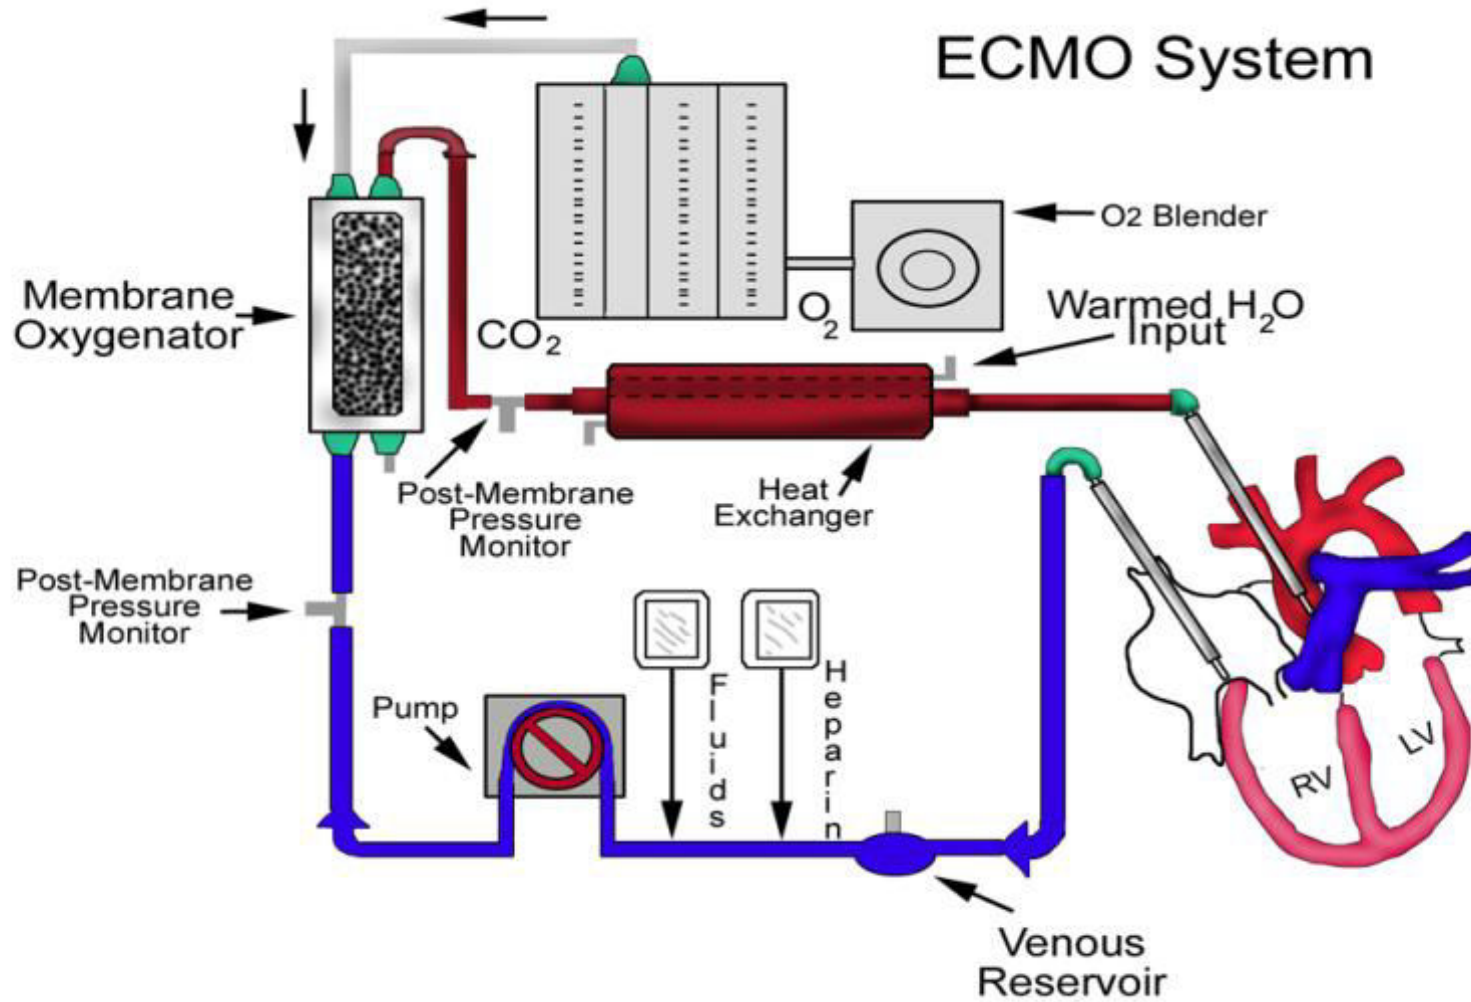 ECMO System
O2 Blender
Membrane
Oxygenator
CO2
O2
Warmed H2O
Input
Post-Membrane
Pressure
Monitor
Heat
Exchanger
Post-Membrane
Pressure
Monitor
Pump
Fluids
Heparin
RV
LV
Venous
Reservoir